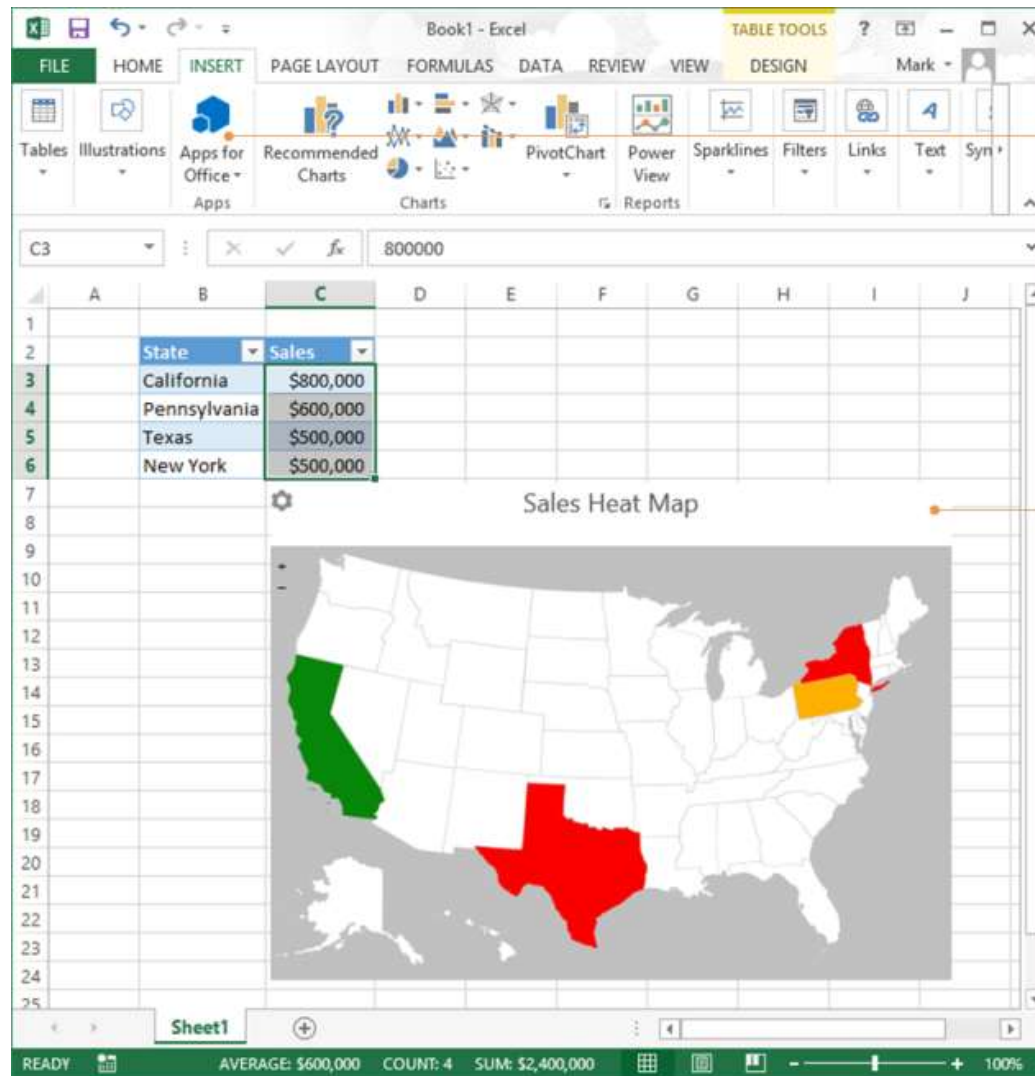 Book1 - Excel TABLE TOOLS ?
FILE HOME INSERT PAGE LAYOUT FORMULAS DATA REVIEW VIEW DESIGN Mark
Tables Illustrations Apps for Office Recommended Charts PivotChart Power View Sparklines Filters Links Text
Apps Charts Reports
C3 fx 800000
A B C D E F G H I J
1
2 State Sales
3 California $800,000
4 Pennsylvania $600,000
5 Texas $500,000
6 New York $500,000
7 Sales Heat Map
8
9
10
11
12
13
14
15
16
17
18
19
20
21
22
23
24
25
Sheet1
READY AVERAGE: $600,000 COUNT: 4 SUM: $2,400,000 - + 100%